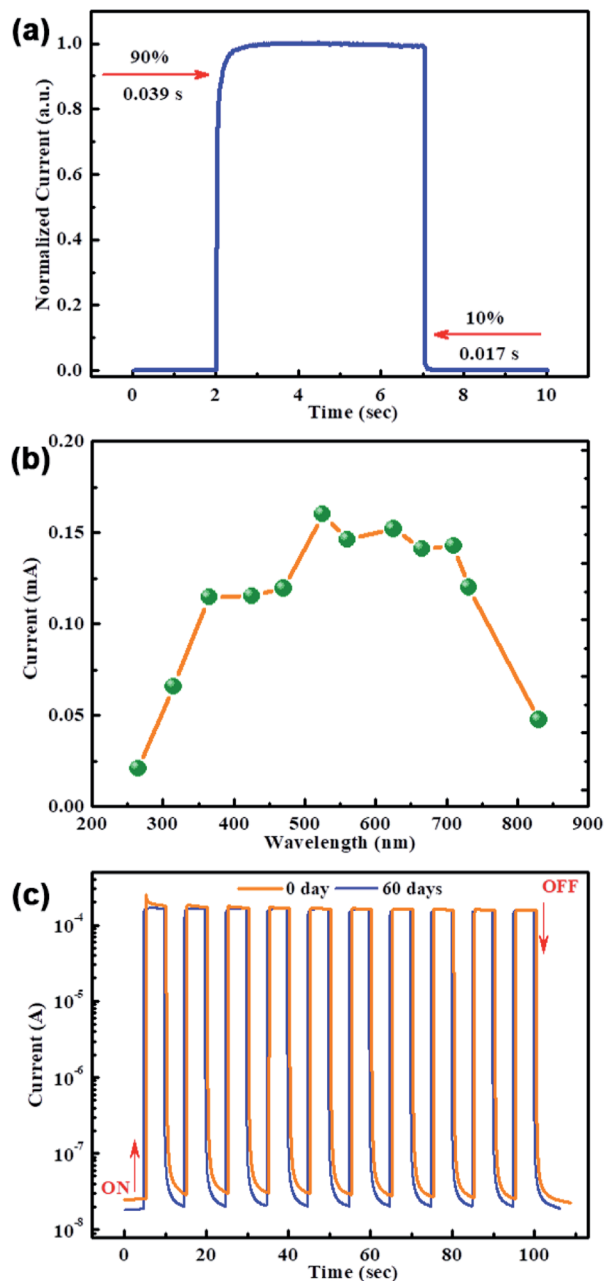 (a)
1.0
90%
0.039 s
0.8
0.6
0.4
0.2
0.0
10%
0.017 s
Normalized Current (a.u.)
0 2 4 6 8 10
Time (sec)
(b)
0.20
0.15
0.10
0.05
0.00
Current (mA)
200 300 400 500 600 700 800 900
Wavelength (nm)
(c)
0 day 60 days
OFF
10⁻⁴
10⁻⁵
10⁻⁶
10⁻⁷
10⁻⁸
ON
Current (A)
0 20 40 60 80 100
Time (sec)